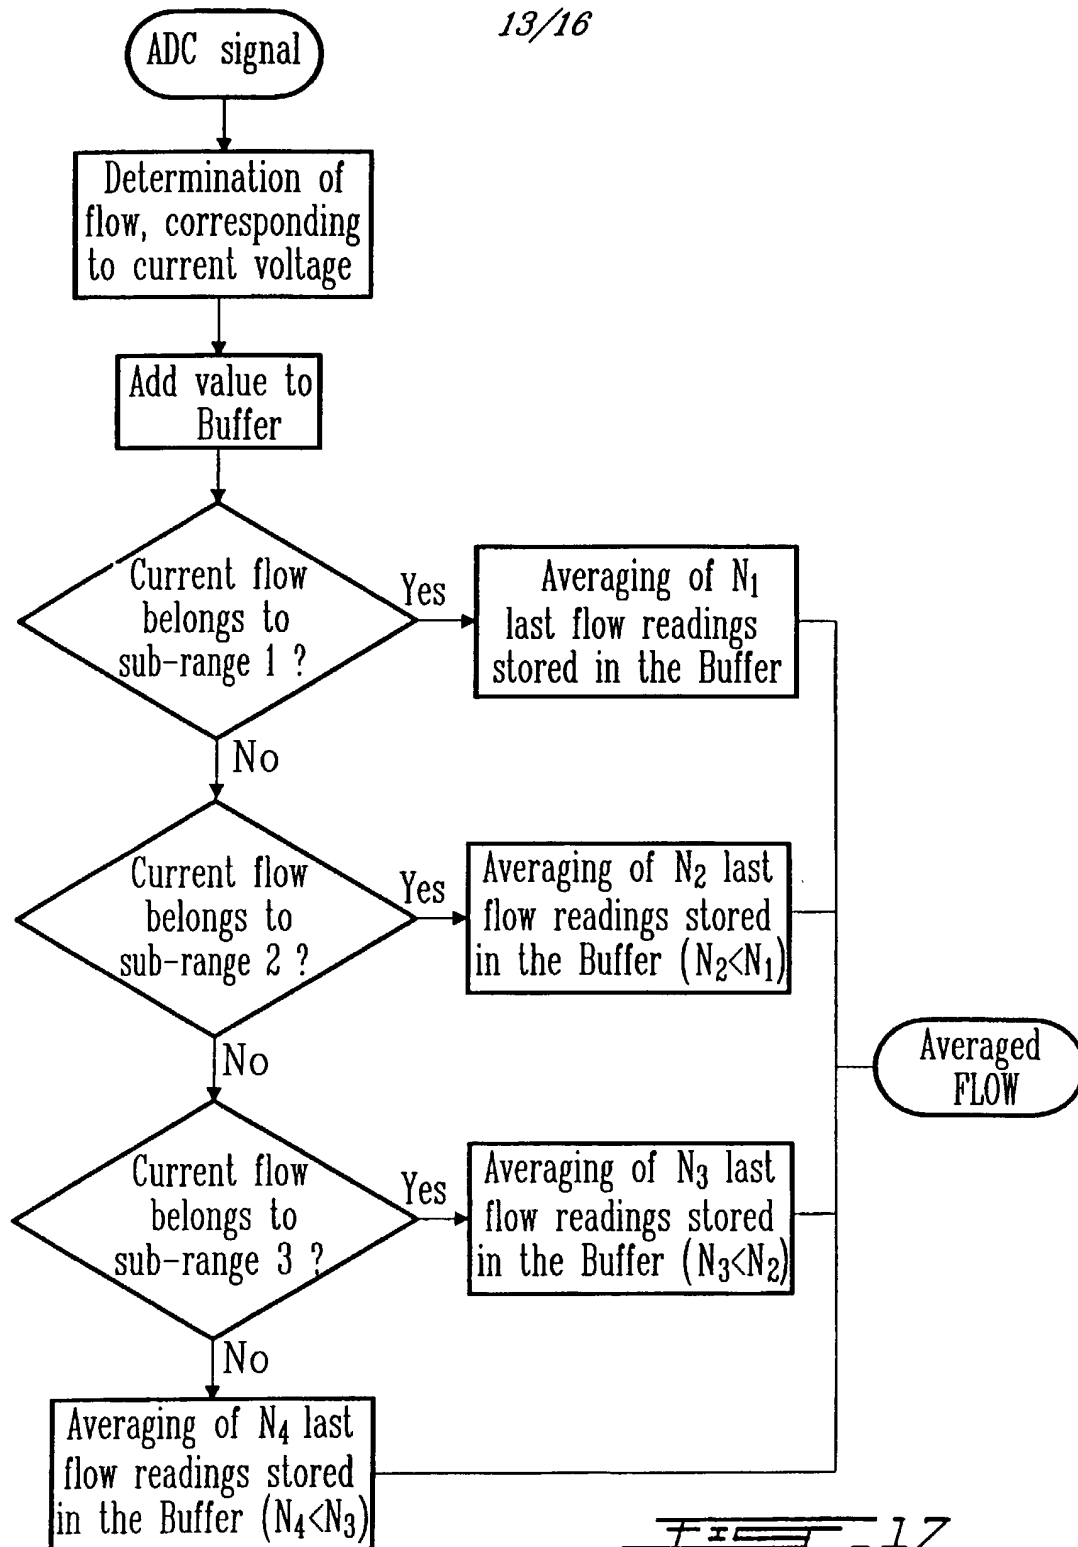 13/16
ADC signal
Determination of
flow, corresponding
to current voltage
Add value to
Buffer
Current flow
belongs to
sub-range 1 ?
Yes
Averaging of N1
last flow readings
stored in the Buffer
No
Current flow
belongs to
sub-range 2 ?
Yes
Averaging of N2 last
flow readings stored
in the Buffer (N2<N1)
No
Averaged
FLOW
Current flow
belongs to
sub-range 3 ?
Yes
Averaging of N3 last
flow readings stored
in the Buffer (N3<N2)
No
Averaging of N4 last
flow readings stored
in the Buffer (N4<N3)
FIG. 17